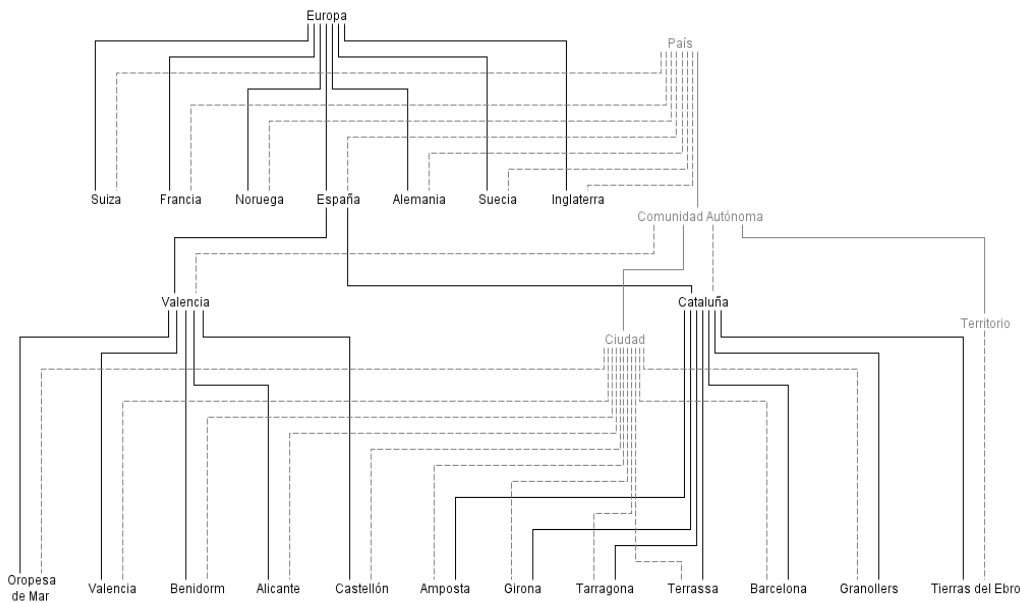 Europa
País
Suiza
Francia
Noruega
España
Alemania
Suecia
Inglaterra
Comunidad Autónoma
Valencia
Cataluña
Territorio
Ciudad
Oropesa
de Mar
Valencia
Benidorm
Alicante
Castellón
Amposta
Girona
Tarragona
Terrassa
Barcelona
Granollers
Tierras del Ebro